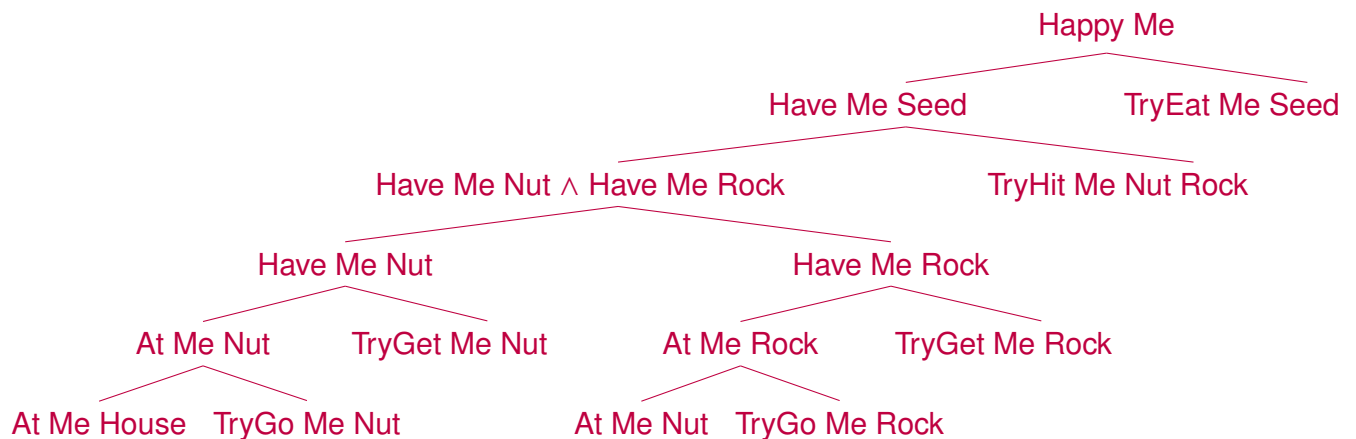 Happy Me
Have Me Seed TryEat Me Seed
Have Me Nut ∧ Have Me Rock TryHit Me Nut Rock
Have Me Nut Have Me Rock
At Me Nut TryGet Me Nut At Me Rock TryGet Me Rock
At Me House TryGo Me Nut At Me Nut TryGo Me Rock